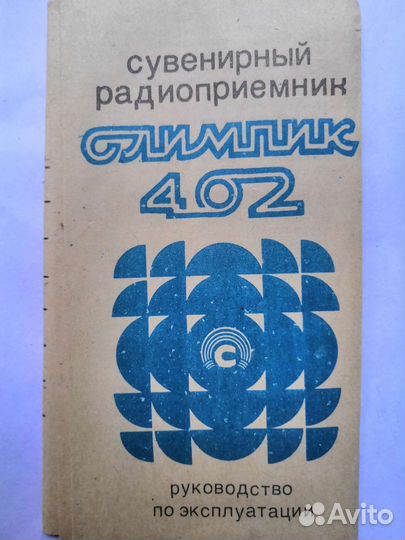 сувенирный
радиоприемник
олимпик
402
С
руководство
по эксплуатации
Avito